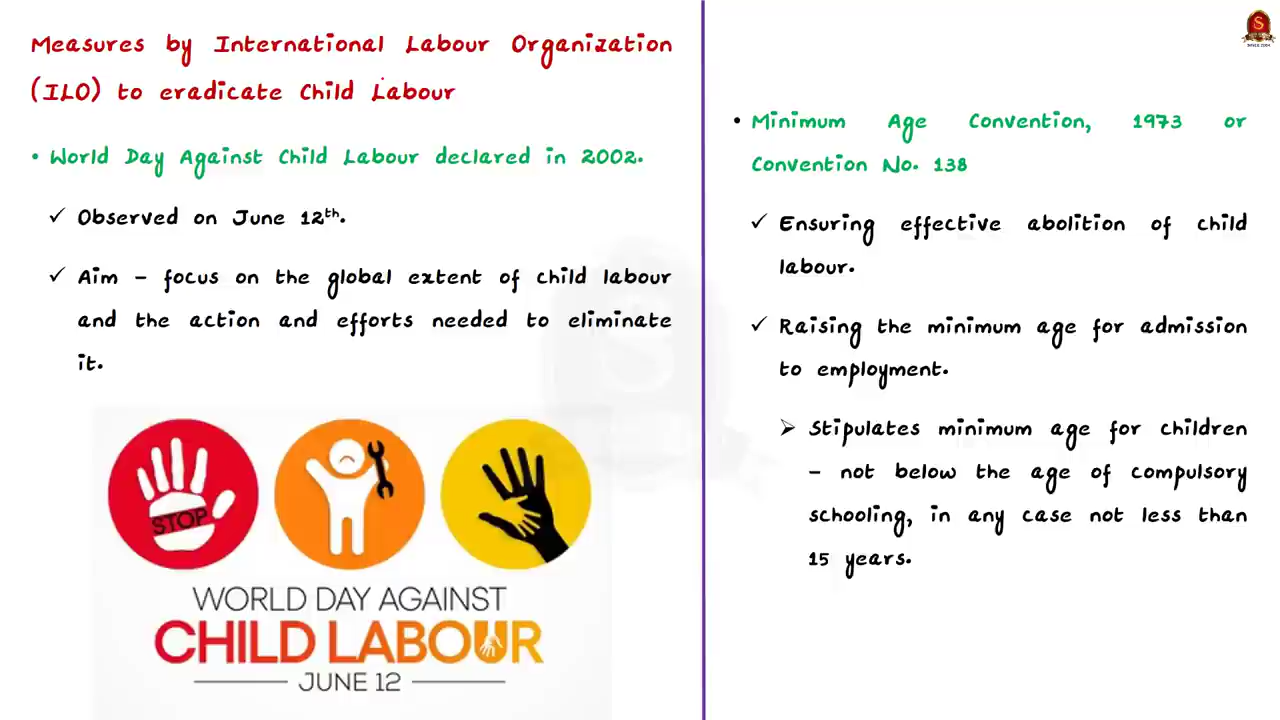 Measures by International Labour Organization
(ILO) to eradicate Child Labour
• World Day Against Child Labour declared in 2002.
✓ Observed on June 12th.
✓ Aim – focus on the global extent of child labour
and the action and efforts needed to eliminate
it.
STOP
WORLD DAY AGAINST
CHILD LABOUR
JUNE 12
• Minimum Age Convention, 1973 or
Convention No. 138
✓ Ensuring effective abolition of child
labour.
✓ Raising the minimum age for admission
to employment.
➢ Stipulates minimum age for children
– not below the age of compulsory
schooling, in any case not less than
15 years.
S